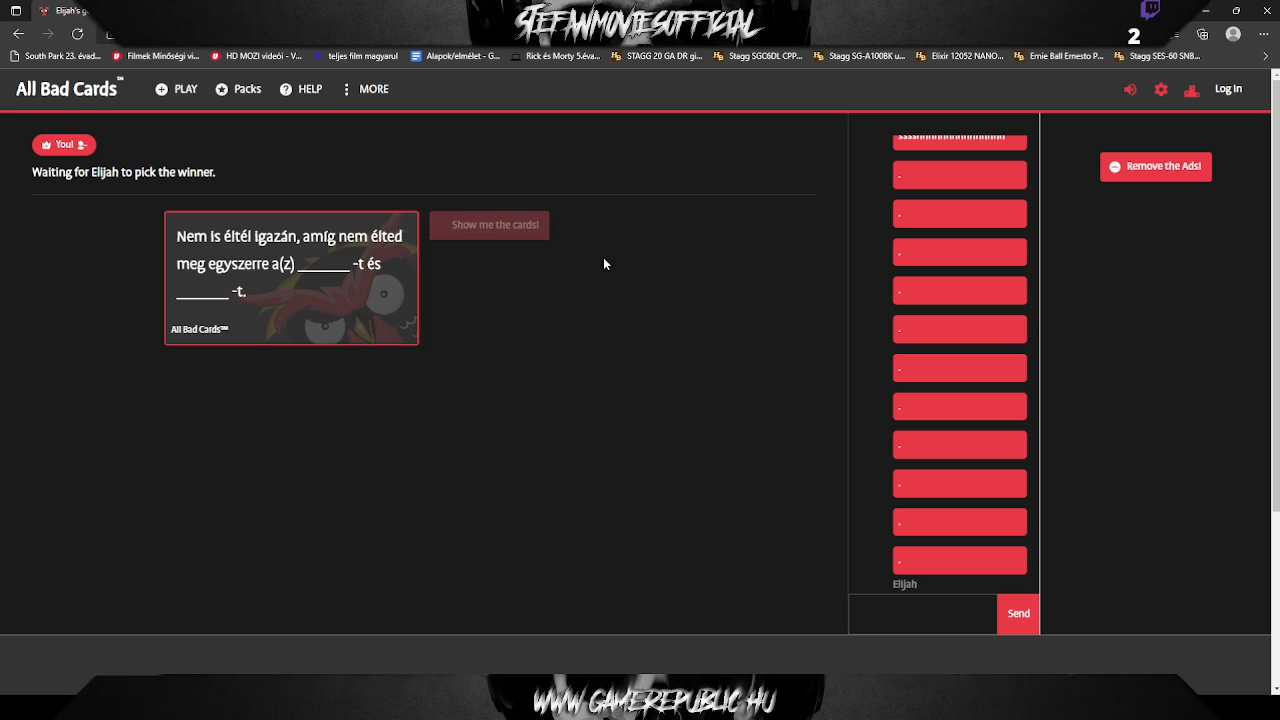 STEFANMOVIESOFFICIAL
2
Elijah's g
South Park 23. évad...
Filmek Minőségi vi...
HD MOZI videói - V...
teljes film magyarul
Alapok/elmélet - G...
Rick és Morty 5.éva...
STAGG 20 GA DR gi...
Stagg SGC6DL CPP...
Stagg SG-A100BK u...
Elixir 12052 NANO...
Ernie Ball Ernesto P...
Stagg SES-60 SNB...
All Bad Cards™
PLAY
Packs
HELP
MORE
Log In
You!
Waiting for Elijah to pick the winner.
Nem is éltél igazán, amíg nem élted
meg egyszerre a(z) ______ -t és
______ -t.
All Bad Cards™
Show me the cards!
.
.
.
.
.
.
.
.
.
.
.
Elijah
Send
Remove the Ads!
WWW GAMEREPUBLIC.HU